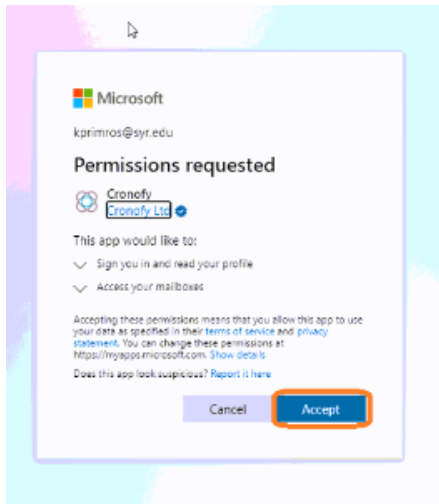 Microsoft
kprimros@syr.edu
Permissions requested
Cronofy
Cronofy Ltd
This app would like to:
Sign you in and read your profile
Access your mailboxes
Accepting these permissions means that you allow this app to use
your data as specified in their terms of service and privacy
statement. You can change these permissions at
https://myapps.microsoft.com. Show details
Does this app look suspicious? Report it here
Cancel
Accept